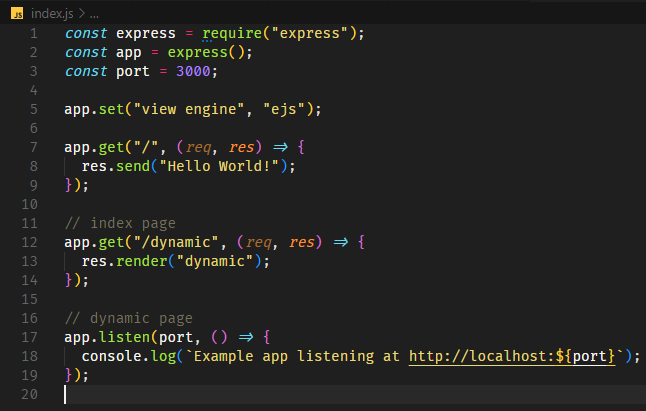 JS index.js > ...
1 const express = require("express");
2 const app = express();
3 const port = 3000;
4
5 app.set("view engine", "ejs");
6
7 app.get("/", (req, res) => {
8   res.send("Hello World!");
9 });
10
11 // index page
12 app.get("/dynamic", (req, res) => {
13   res.render("dynamic");
14 });
15
16 // dynamic page
17 app.listen(port, () => {
18   console.log(`Example app listening at http://localhost:${port}`);
19 });
20